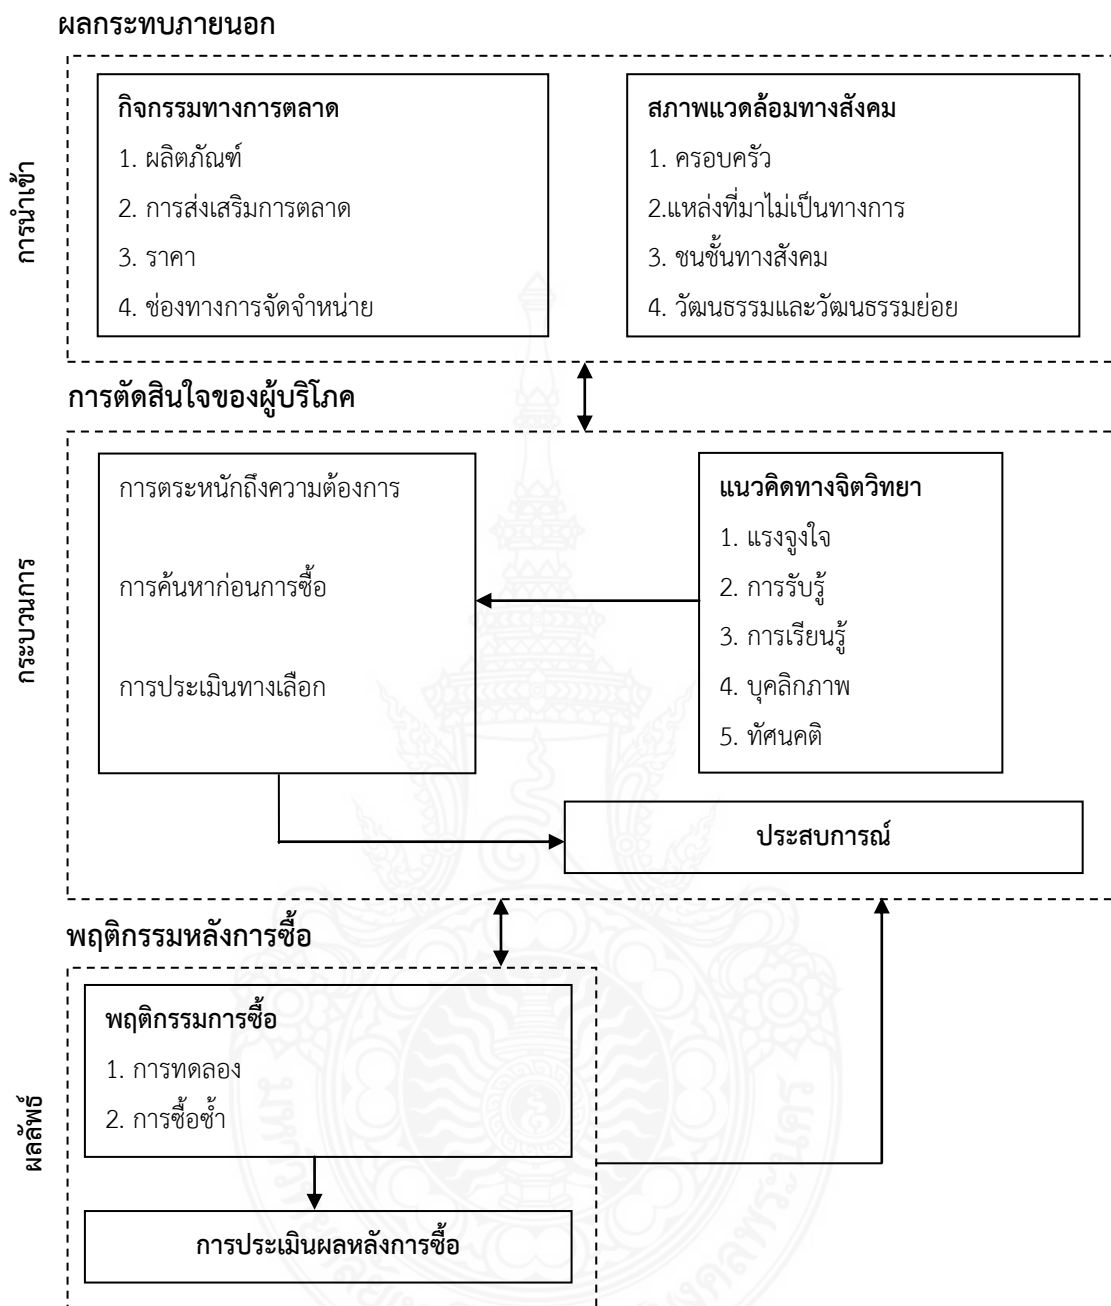 ผลกระทบภายนอก
การนำเข้า
กิจกรรมทางการตลาด
1. ผลิตภัณฑ์
2. การส่งเสริมการตลาด
3. ราคา
4. ช่องทางการจัดจำหน่าย
สภาพแวดล้อมทางสังคม
1. ครอบครัว
2.แหล่งที่มาไม่เป็นทางการ
3. ชนชั้นทางสังคม
4. วัฒนธรรมและวัฒนธรรมย่อย
การตัดสินใจของผู้บริโภค
กระบวนการ
การตระหนักถึงความต้องการ
การค้นหาก่อนการซื้อ
การประเมินทางเลือก
แนวคิดทางจิตวิทยา
1. แรงจูงใจ
2. การรับรู้
3. การเรียนรู้
4. บุคลิกภาพ
5. ทัศนคติ
ประสบการณ์
พฤติกรรมหลังการซื้อ
ผลลัพธ์
พฤติกรรมการซื้อ
1. การทดลอง
2. การซื้อซ้ำ
การประเมินผลหลังการซื้อ